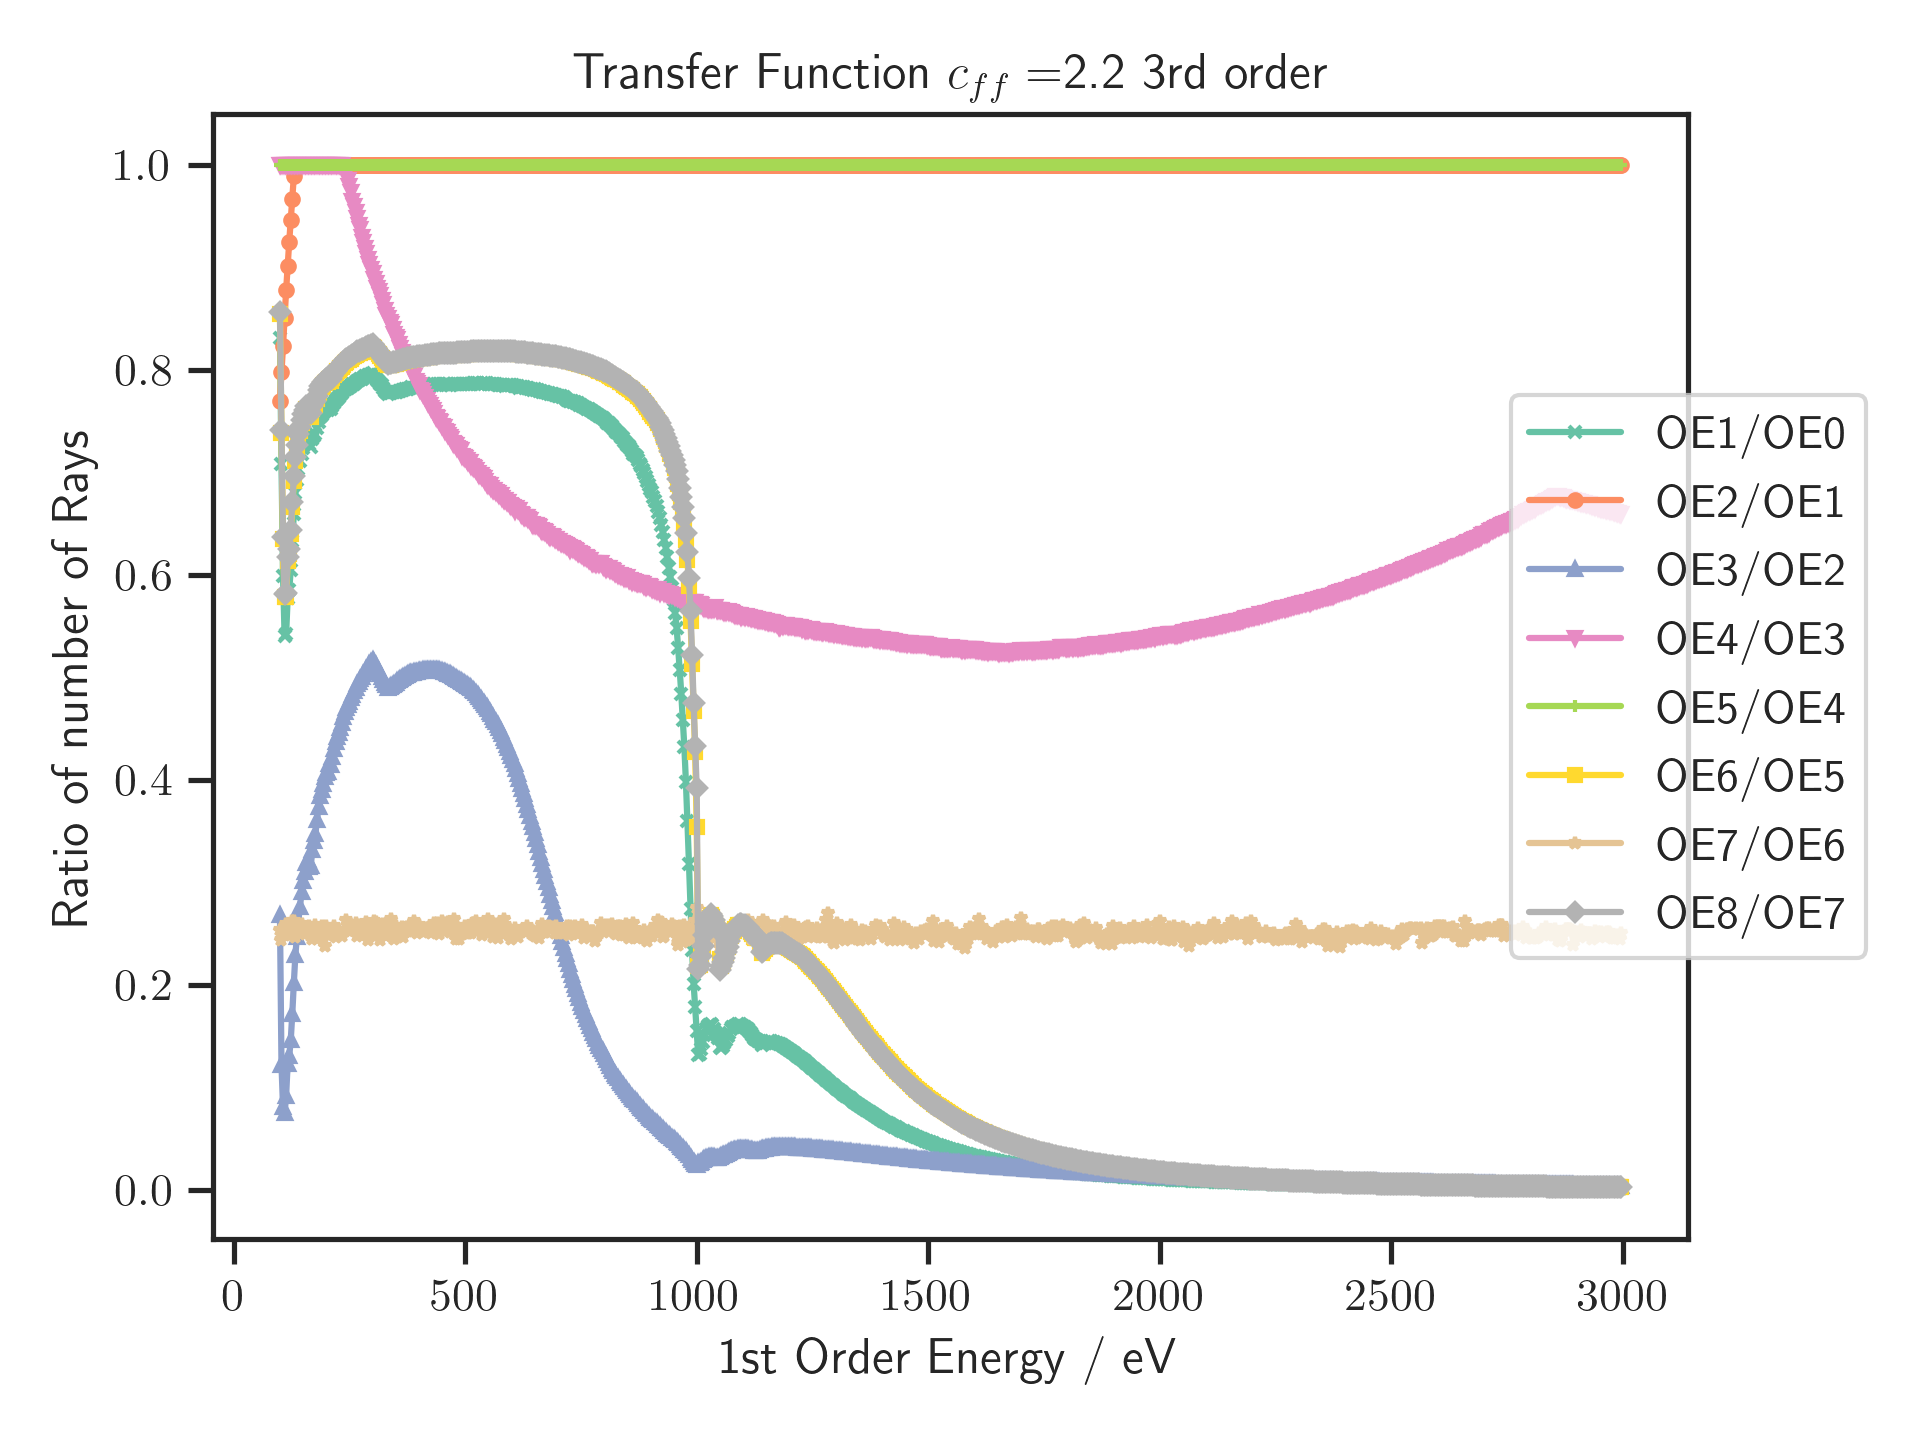 Transfer Function c_ff =2.2 3rd order
Ratio of number of Rays
1.0
0.8
0.6
0.4
0.2
0.0
0 500 1000 1500 2000 2500 3000
1st Order Energy / eV
OE1/OE0
OE2/OE1
OE3/OE2
OE4/OE3
OE5/OE4
OE6/OE5
OE7/OE6
OE8/OE7